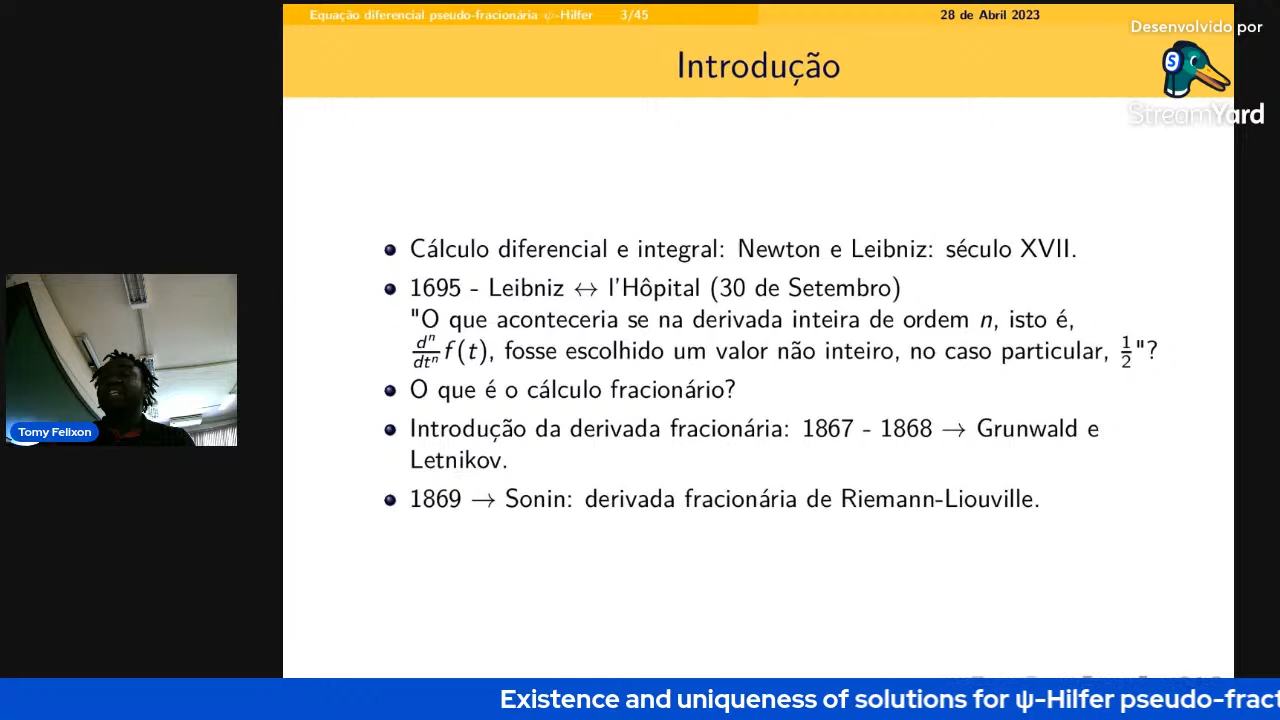 Equação diferencial pseudo-fracionária ψ-Hilfer 3/45
28 de Abril 2023
Desenvolvido por
StreamYard
Introdução
Cálculo diferencial e integral: Newton e Leibniz: século XVII.
1695 - Leibniz ↔ l'Hôpital (30 de Setembro)
"O que aconteceria se na derivada inteira de ordem n, isto é,
dⁿ/dtⁿ f(t), fosse escolhido um valor não inteiro, no caso particular, 1/2"?
O que é o cálculo fracionário?
Introdução da derivada fracionária: 1867 - 1868 → Grunwald e
Letnikov.
1869 → Sonin: derivada fracionária de Riemann-Liouville.
Tomy Felixon
Existence and uniqueness of solutions for ψ-Hilfer pseudo-fract